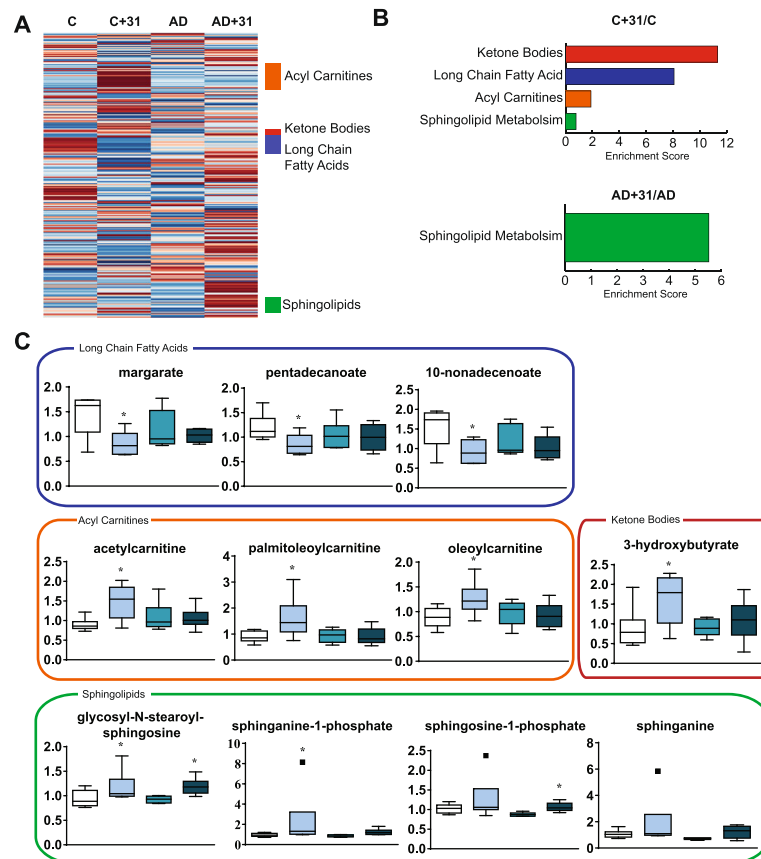 A
C C+31 AD AD+31
Acyl Carnitines
Ketone Bodies
Long Chain
Fatty Acids
Sphingolipids
B
C+31/C
Ketone Bodies
Long Chain Fatty Acid
Acyl Carnitines
Sphingolipid Metabolsim
0 2 4 6 8 10 12
Enrichment Score
AD+31/AD
Sphingolipid Metabolsim
0 1 2 3 4 5 6
Enrichment Score
C
Long Chain Fatty Acids
margarate
2.0
1.5
1.0
0.5
0.0
*
pentadecanoate
2.0
1.5
1.0
0.5
0.0
*
10-nonadecenoate
2.0
1.5
1.0
0.5
0.0
*
Acyl Carnitines
acetylcarnitine
2.5
2.0
1.5
1.0
0.5
0.0
*
palmitoleoylcarnitine
4
3
2
1
0
*
oleoylcarnitine
2.0
1.5
1.0
0.5
0.0
*
Ketone Bodies
3-hydroxybutyrate
2.5
2.0
1.5
1.0
0.5
0.0
*
Sphingolipids
glycosyl-N-stearoyl-
sphingosine
2.0
1.5
1.0
0.5
0.0
* *
sphinganine-1-phosphate
10
8
6
4
2
0
*
sphingosine-1-phosphate
2.5
2.0
1.5
1.0
0.5
0.0
*
sphinganine
8
6
4
2
0